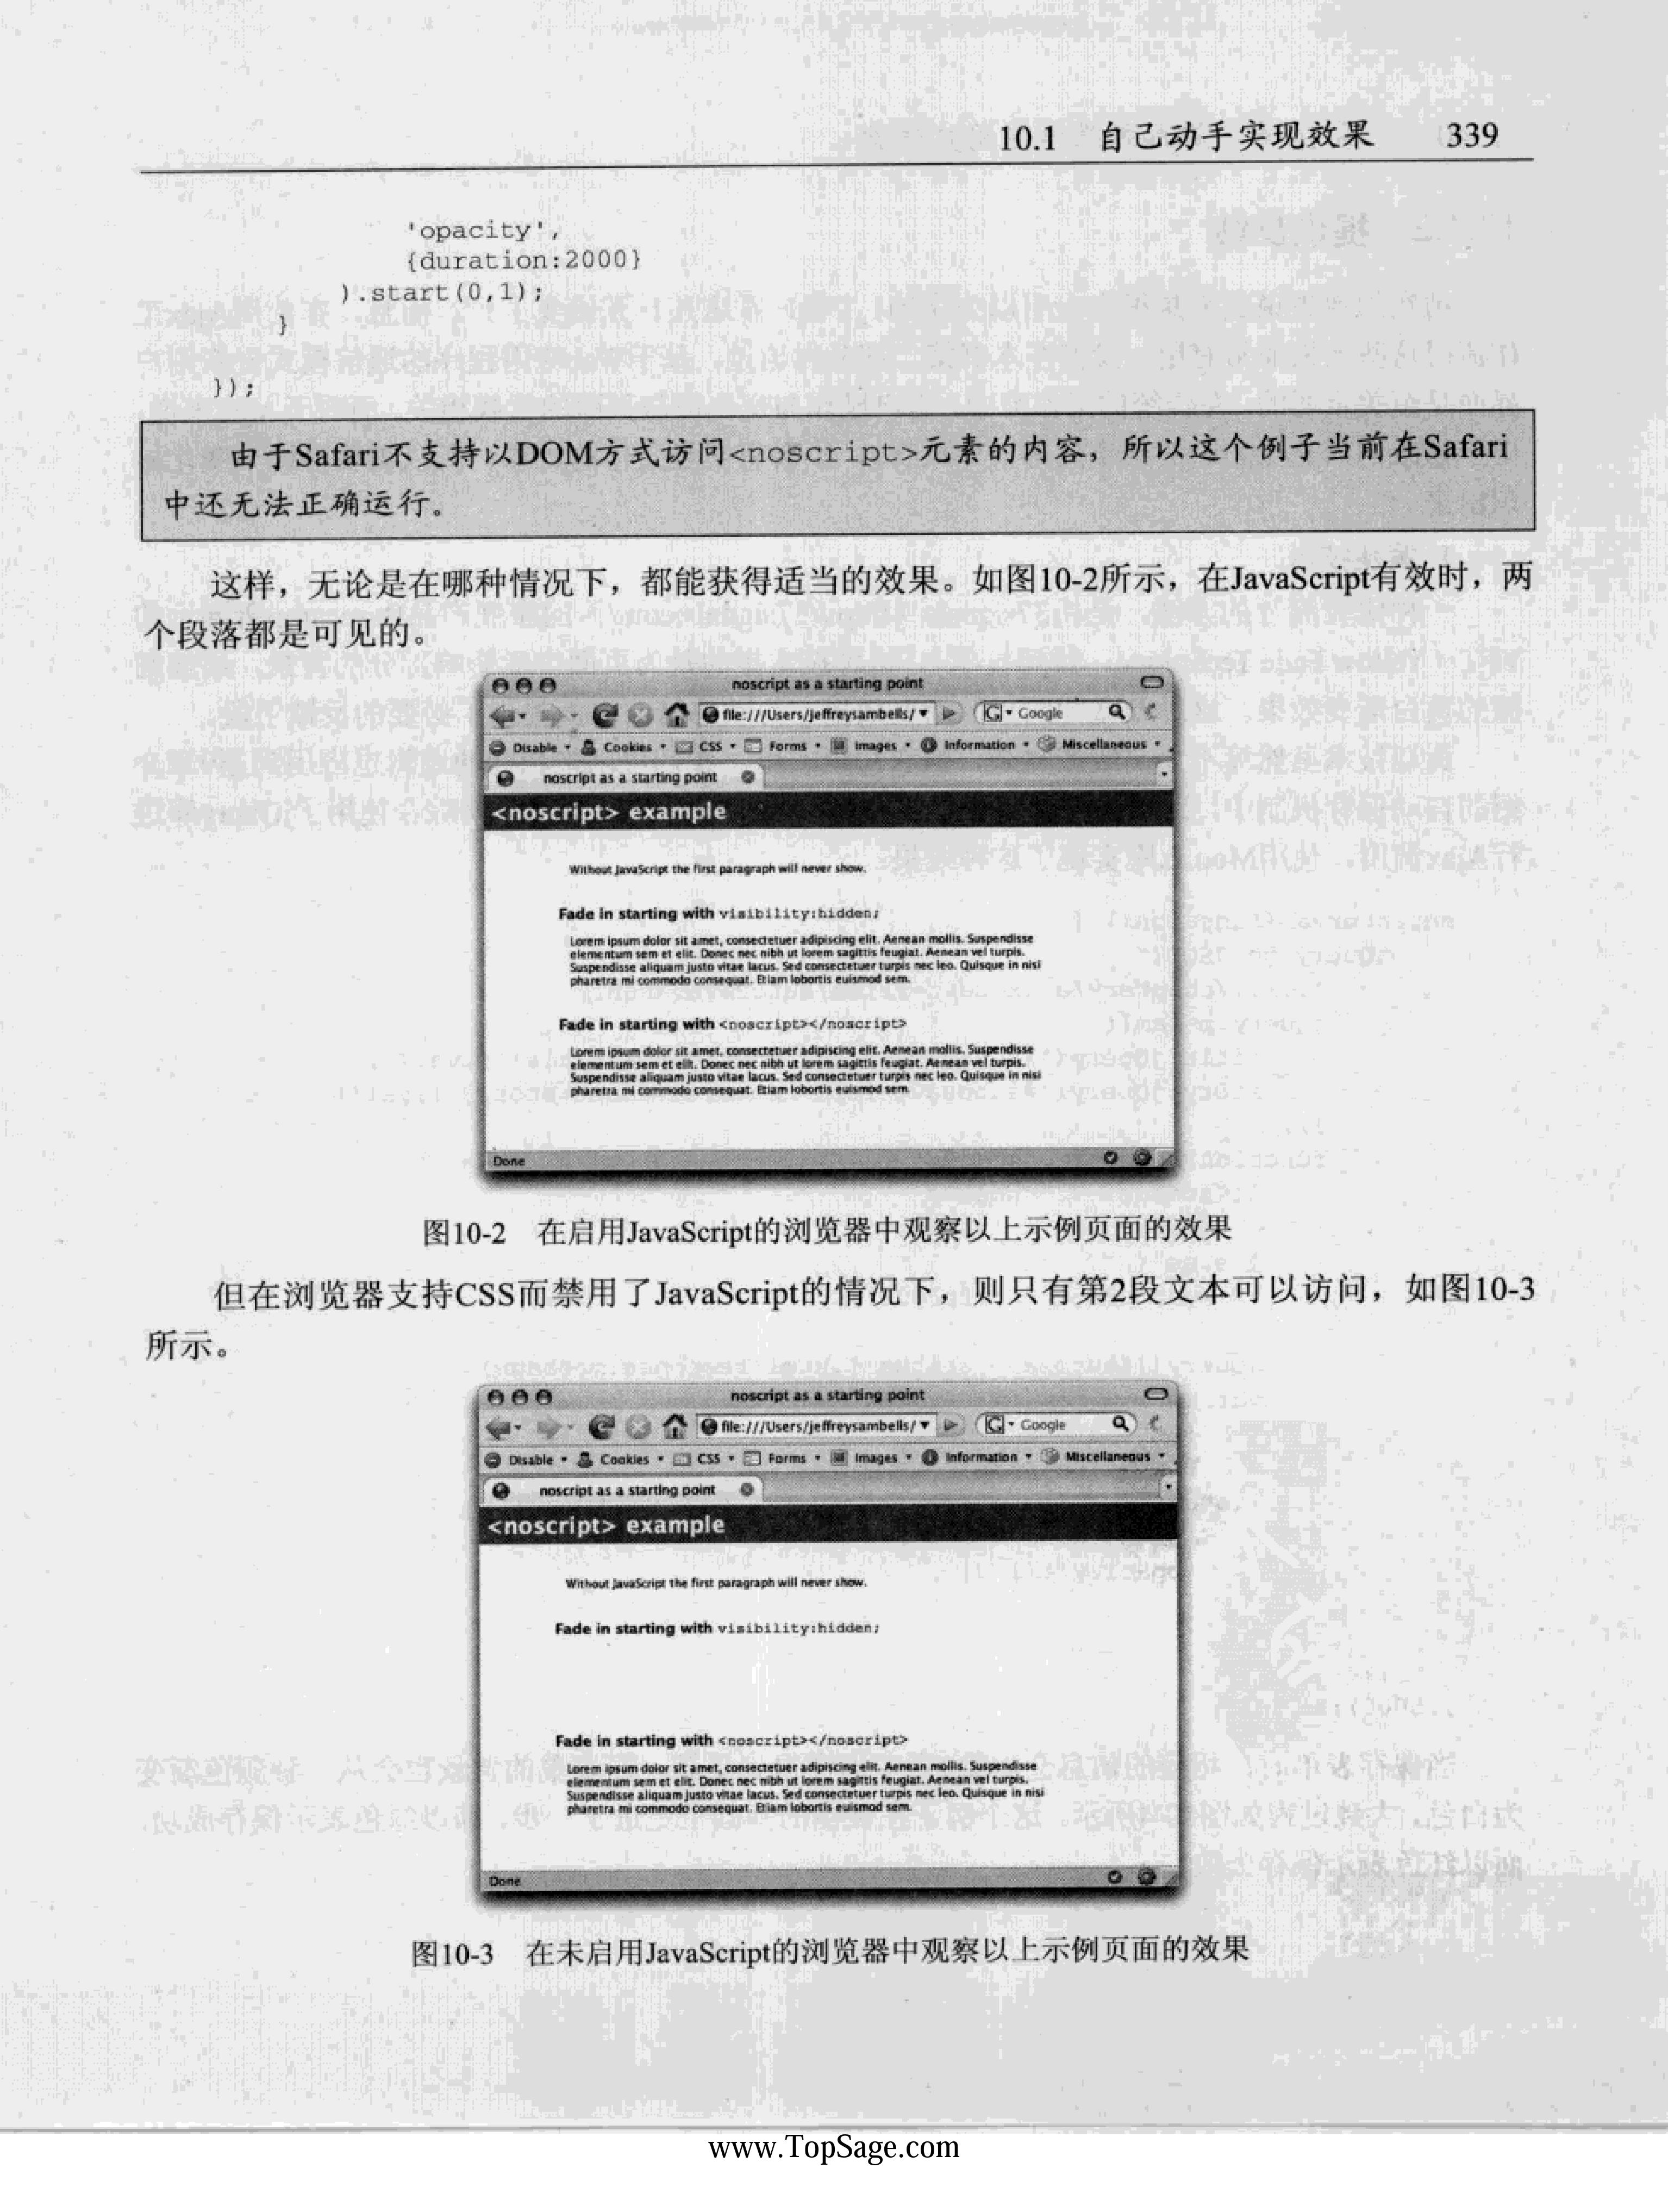 10.1 自己动手实现效果 339
'opacity',
{duration:2000}
).start(0,1);
}
});
由于Safari不支持以DOM方式访问<noscript>元素的内容，所以这个例子当前在Safari
中还无法正确运行。
这样，无论是在哪种情况下，都能获得适当的效果。如图10-2所示，在JavaScript有效时，两
个段落都是可见的。
noscript as a starting point
file:///Users/jeffreysambells/ G Google
Disable Cookies CSS Forms Images Information Miscellaneous
noscript as a starting point
<noscript> example
Without JavaScript the first paragraph will never show.
Fade in starting with visibility:hidden;
Lorem ipsum dolor sit amet, consectetuer adipiscing elit. Aenean mollis. Suspendisse
elementum sem et elit. Donec nec nibh ut lorem sagittis feugiat. Aenean vel turpis.
Suspendisse aliquam justo vitae lacus. Sed consectetuer turpis nec leo. Quisque in nisi
pharetra mi commodo consequat. Etiam lobortis euismod sem.
Fade in starting with <noscript></noscript>
Lorem ipsum dolor sit amet, consectetuer adipiscing elit. Aenean mollis. Suspendisse
elementum sem et elit. Donec nec nibh ut lorem sagittis feugiat. Aenean vel turpis.
Suspendisse aliquam justo vitae lacus. Sed consectetuer turpis nec leo. Quisque in nisi
pharetra mi commodo consequat. Etiam lobortis euismod sem.
Done
图10-2 在启用JavaScript的浏览器中观察以上示例页面的效果
但在浏览器支持CSS而禁用了JavaScript的情况下，则只有第2段文本可以访问，如图10-3
所示。
noscript as a starting point
file:///Users/jeffreysambells/ G Google
Disable Cookies CSS Forms Images Information Miscellaneous
noscript as a starting point
<noscript> example
Without JavaScript the first paragraph will never show.
Fade in starting with visibility:hidden;
Fade in starting with <noscript></noscript>
Lorem ipsum dolor sit amet, consectetuer adipiscing elit. Aenean mollis. Suspendisse
elementum sem et elit. Donec nec nibh ut lorem sagittis feugiat. Aenean vel turpis.
Suspendisse aliquam justo vitae lacus. Sed consectetuer turpis nec leo. Quisque in nisi
pharetra mi commodo consequat. Etiam lobortis euismod sem.
Done
图10-3 在未启用JavaScript的浏览器中观察以上示例页面的效果
www.TopSage.com